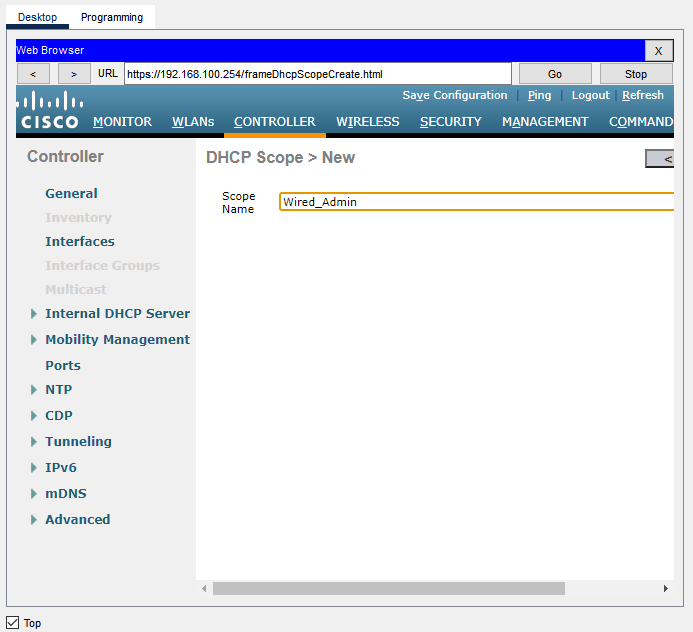 Desktop Programming
Web Browser X
< > URL https://192.168.100.254/frameDhcpScopeCreate.html Go Stop
Save Configuration | Ping | Logout | Refresh
CISCO MONITOR WLANs CONTROLLER WIRELESS SECURITY MANAGEMENT COMMAND
Controller
General
Inventory
Interfaces
Interface Groups
Multicast
Internal DHCP Server
Mobility Management
Ports
NTP
CDP
Tunneling
IPv6
mDNS
Advanced
DHCP Scope > New <
Scope
Name
Wired_Admin
Top